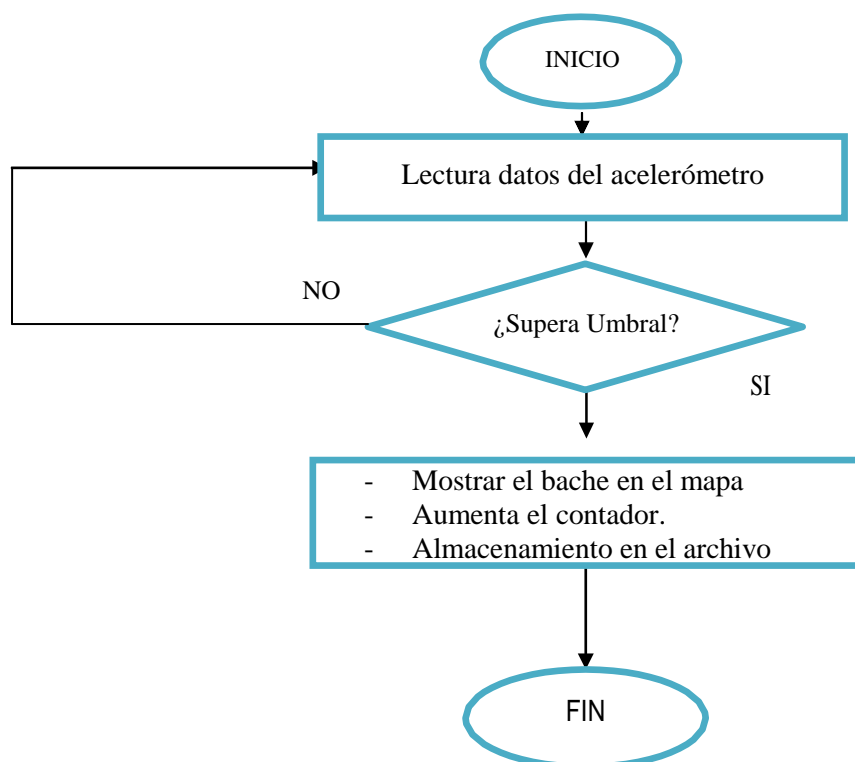 INICIO
Lectura datos del acelerómetro
NO
¿Supera Umbral?
SI
- Mostrar el bache en el mapa
- Aumenta el contador.
- Almacenamiento en el archivo
FIN